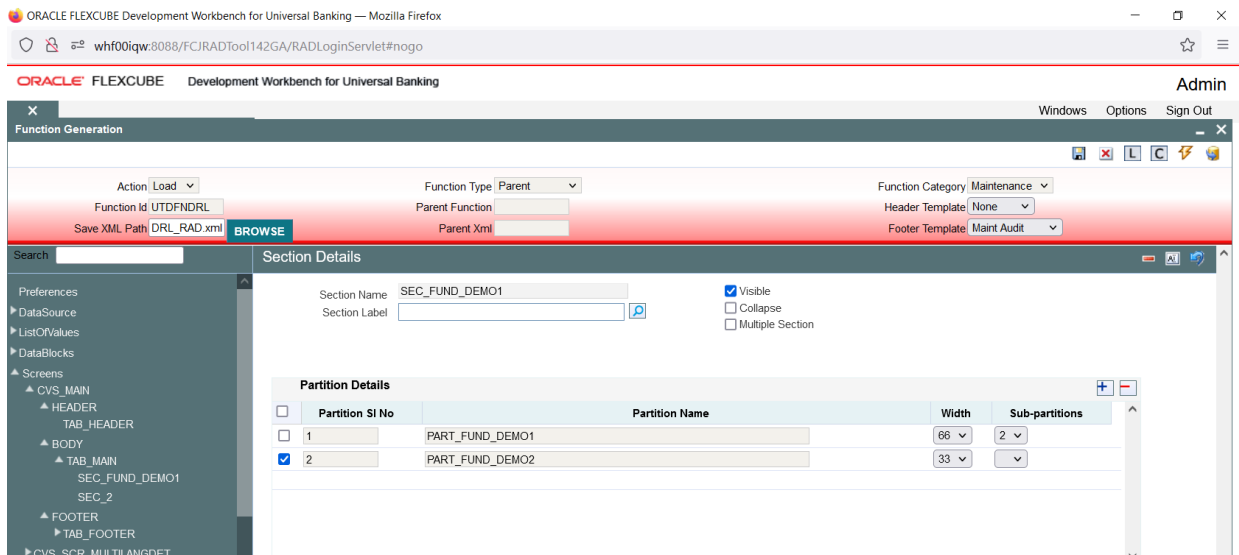 ORACLE FLEXCUBE Development Workbench for Universal Banking — Mozilla Firefox
whf00iqw:8088/FCJRADTool142GA/RADLoginServlet#nogo
ORACLE FLEXCUBE Development Workbench for Universal Banking Admin
X Windows Options Sign Out
Function Generation
L C
Action Load Function Type Parent Function Category Maintenance
Function Id UTDFNDRL Parent Function Header Template None
Save XML Path DRL_RAD.xml BROWSE Parent Xml Footer Template Maint Audit
Search Section Details
Preferences Section Name SEC_FUND_DEMO1 Visible
DataSource Section Label Collapse
ListOfValues Multiple Section
DataBlocks
Screens
CVS_MAIN Partition Details
HEADER Partition Sl No Partition Name Width Sub-partitions
TAB_HEADER
BODY 1 PART_FUND_DEMO1 66 2
TAB_MAIN 2 PART_FUND_DEMO2 33
SEC_FUND_DEMO1
SEC_2
FOOTER
TAB_FOOTER
CVS_SCR_MULTILANGDET